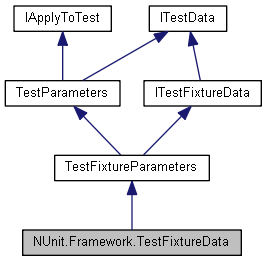 IApplyToTest
ITestData
TestParameters
ITestFixtureData
TestFixtureParameters
NUnit.Framework.TestFixtureData